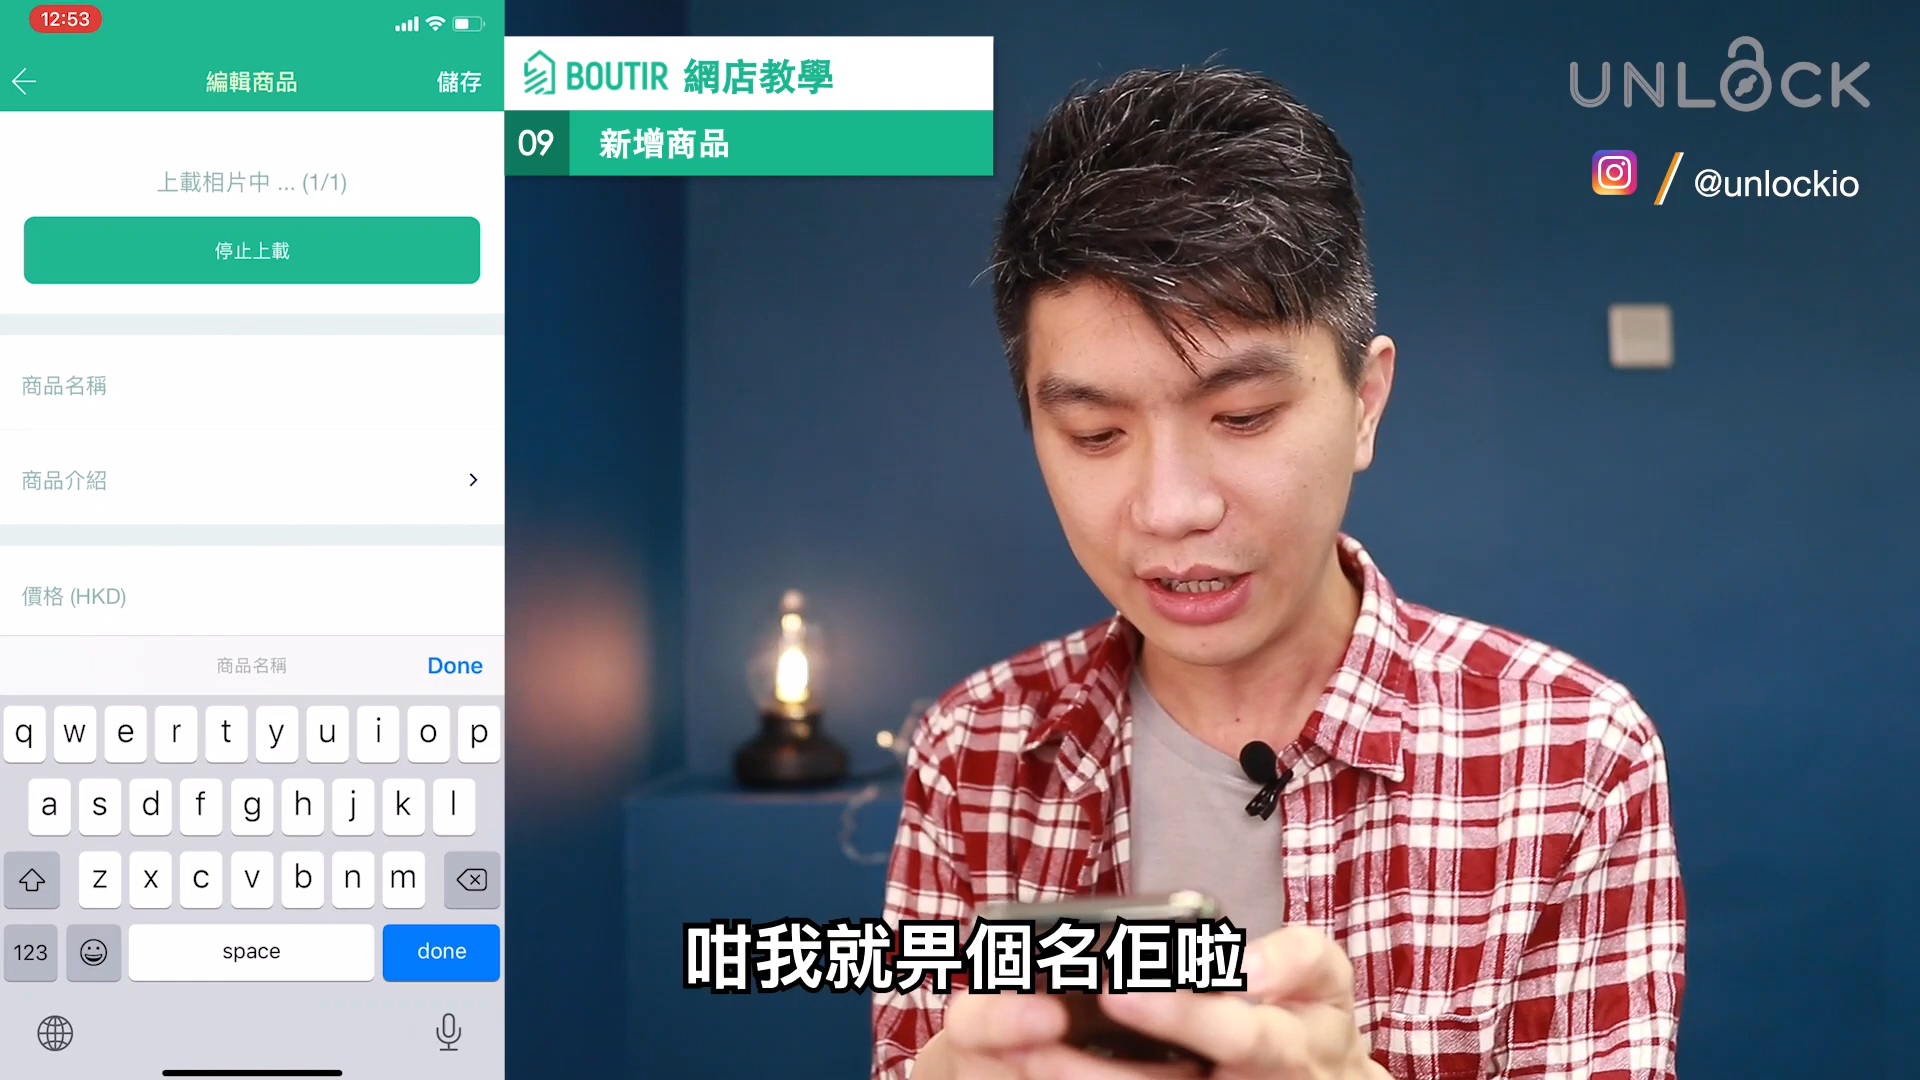 12:53
編輯商品
儲存
上載相片中 ... (1/1)
停止上載
商品名稱
商品介紹
價格 (HKD)
商品名稱
Done
q w e r t y u i o p
a s d f g h j k l
z x c v b n m
123
space
done
BOUTIR 網店教學
09 新增商品
UNLOCK
@unlockio
咁我就畀個名佢啦